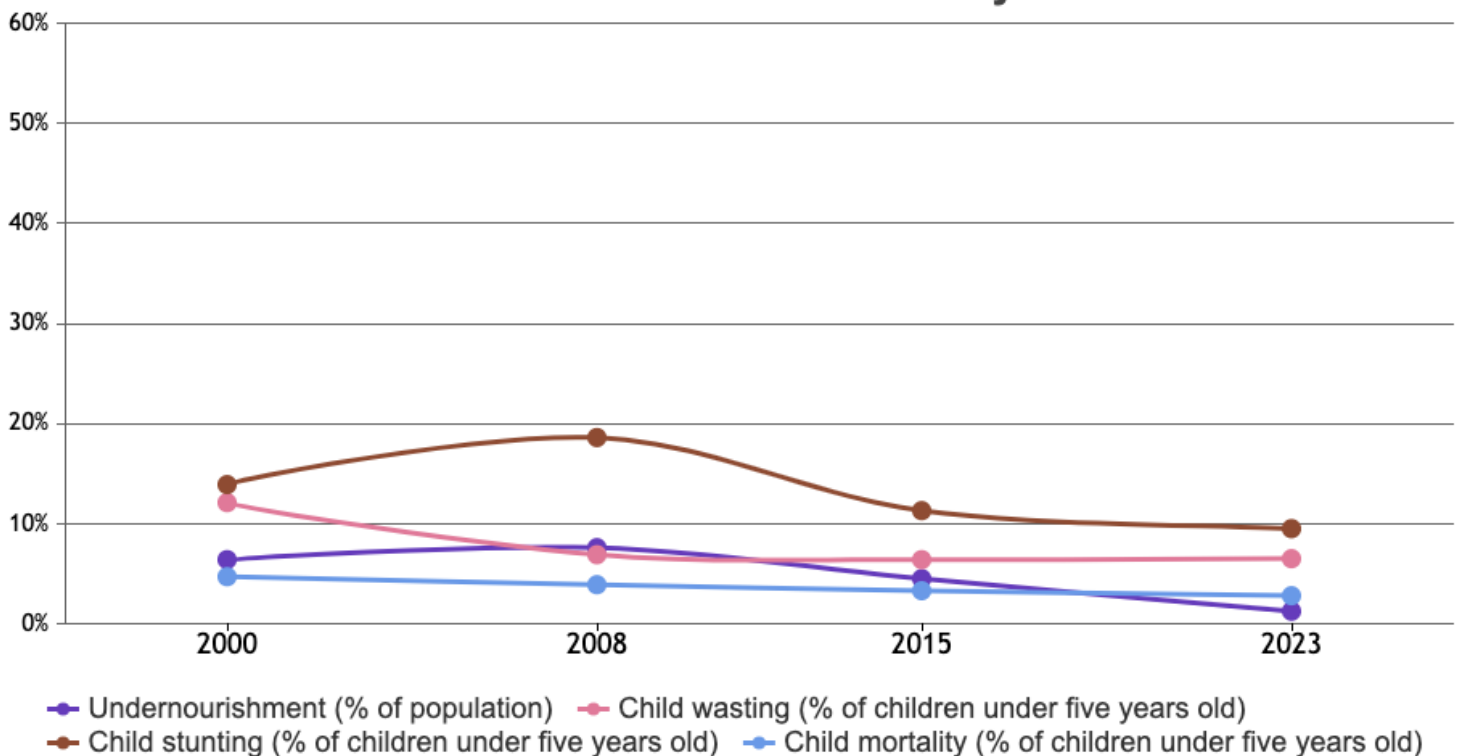 60%
50%
40%
30%
20%
10%
0%
2000 2008 2015 2023
Undernourishment (% of population) Child wasting (% of children under five years old)
Child stunting (% of children under five years old) Child mortality (% of children under five years old)